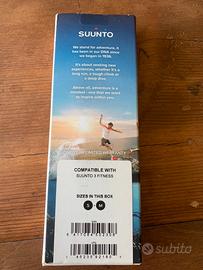 SUUNTO
We stand for adventure, it
has been in our DNA since
we began in 1936.
It's about seeking new
experiences, whether it's a
long run, a tough climb or a
deep dive.
Above all, adventure is a
mindset - one that we want
to inspire within you.
LIMITED WARRANTY
COMPATIBLE WITH
SUUNTO 3 FITNESS
SIZES IN THIS BOX
S
M
subito